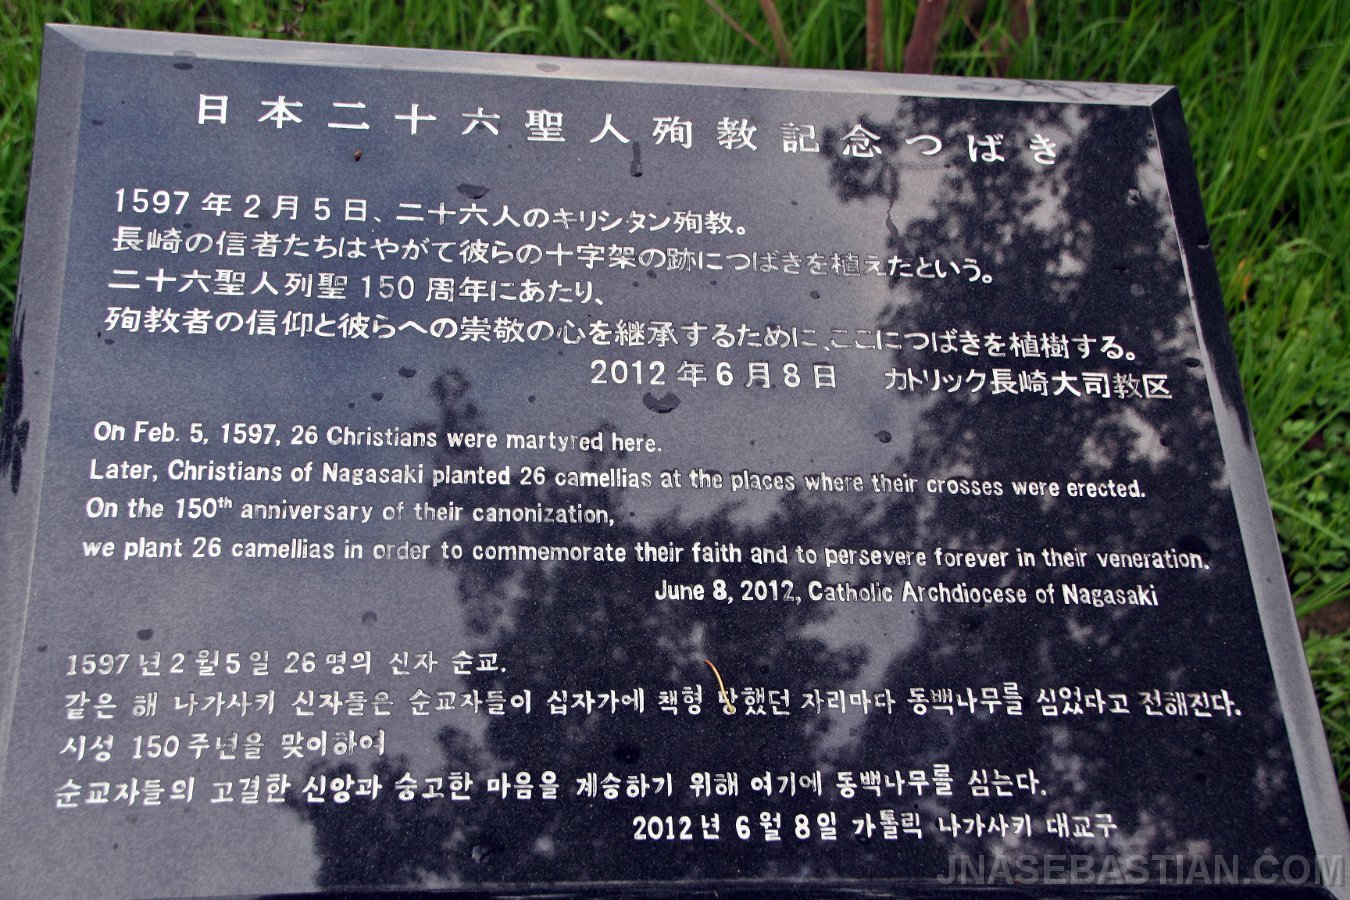 日本二十六聖人殉教記念つばき
1597年2月5日、二十六人のキリシタン殉教。
長崎の信者たちはやがて彼らの十字架の跡につばきを植えたという。
二十六聖人列聖150周年にあたり、
殉教者の信仰と彼らへの崇敬の心を継承するために、ここにつばきを植樹する。
2012年6月8日 カトリック長崎大司教区
On Feb. 5, 1597, 26 Christians were martyred here.
Later, Christians of Nagasaki planted 26 camellias at the places where their crosses were erected.
On the 150th anniversary of their canonization,
we plant 26 camellias in order to commemorate their faith and to persevere forever in their veneration.
June 8, 2012, Catholic Archdiocese of Nagasaki
1597년 2월 5일 26명의 신자 순교.
같은 해 나가사키 신자들은 순교자들이 십자가에 책형 당했던 자리마다 동백나무를 심었다고 전해진다.
시성 150주년을 맞이하여
순교자들의 고결한 신앙과 숭고한 마음을 계승하기 위해 여기에 동백나무를 심는다.
2012년 6월 8일 가톨릭 나가사키 대교구
JNASEBASTIAN.COM